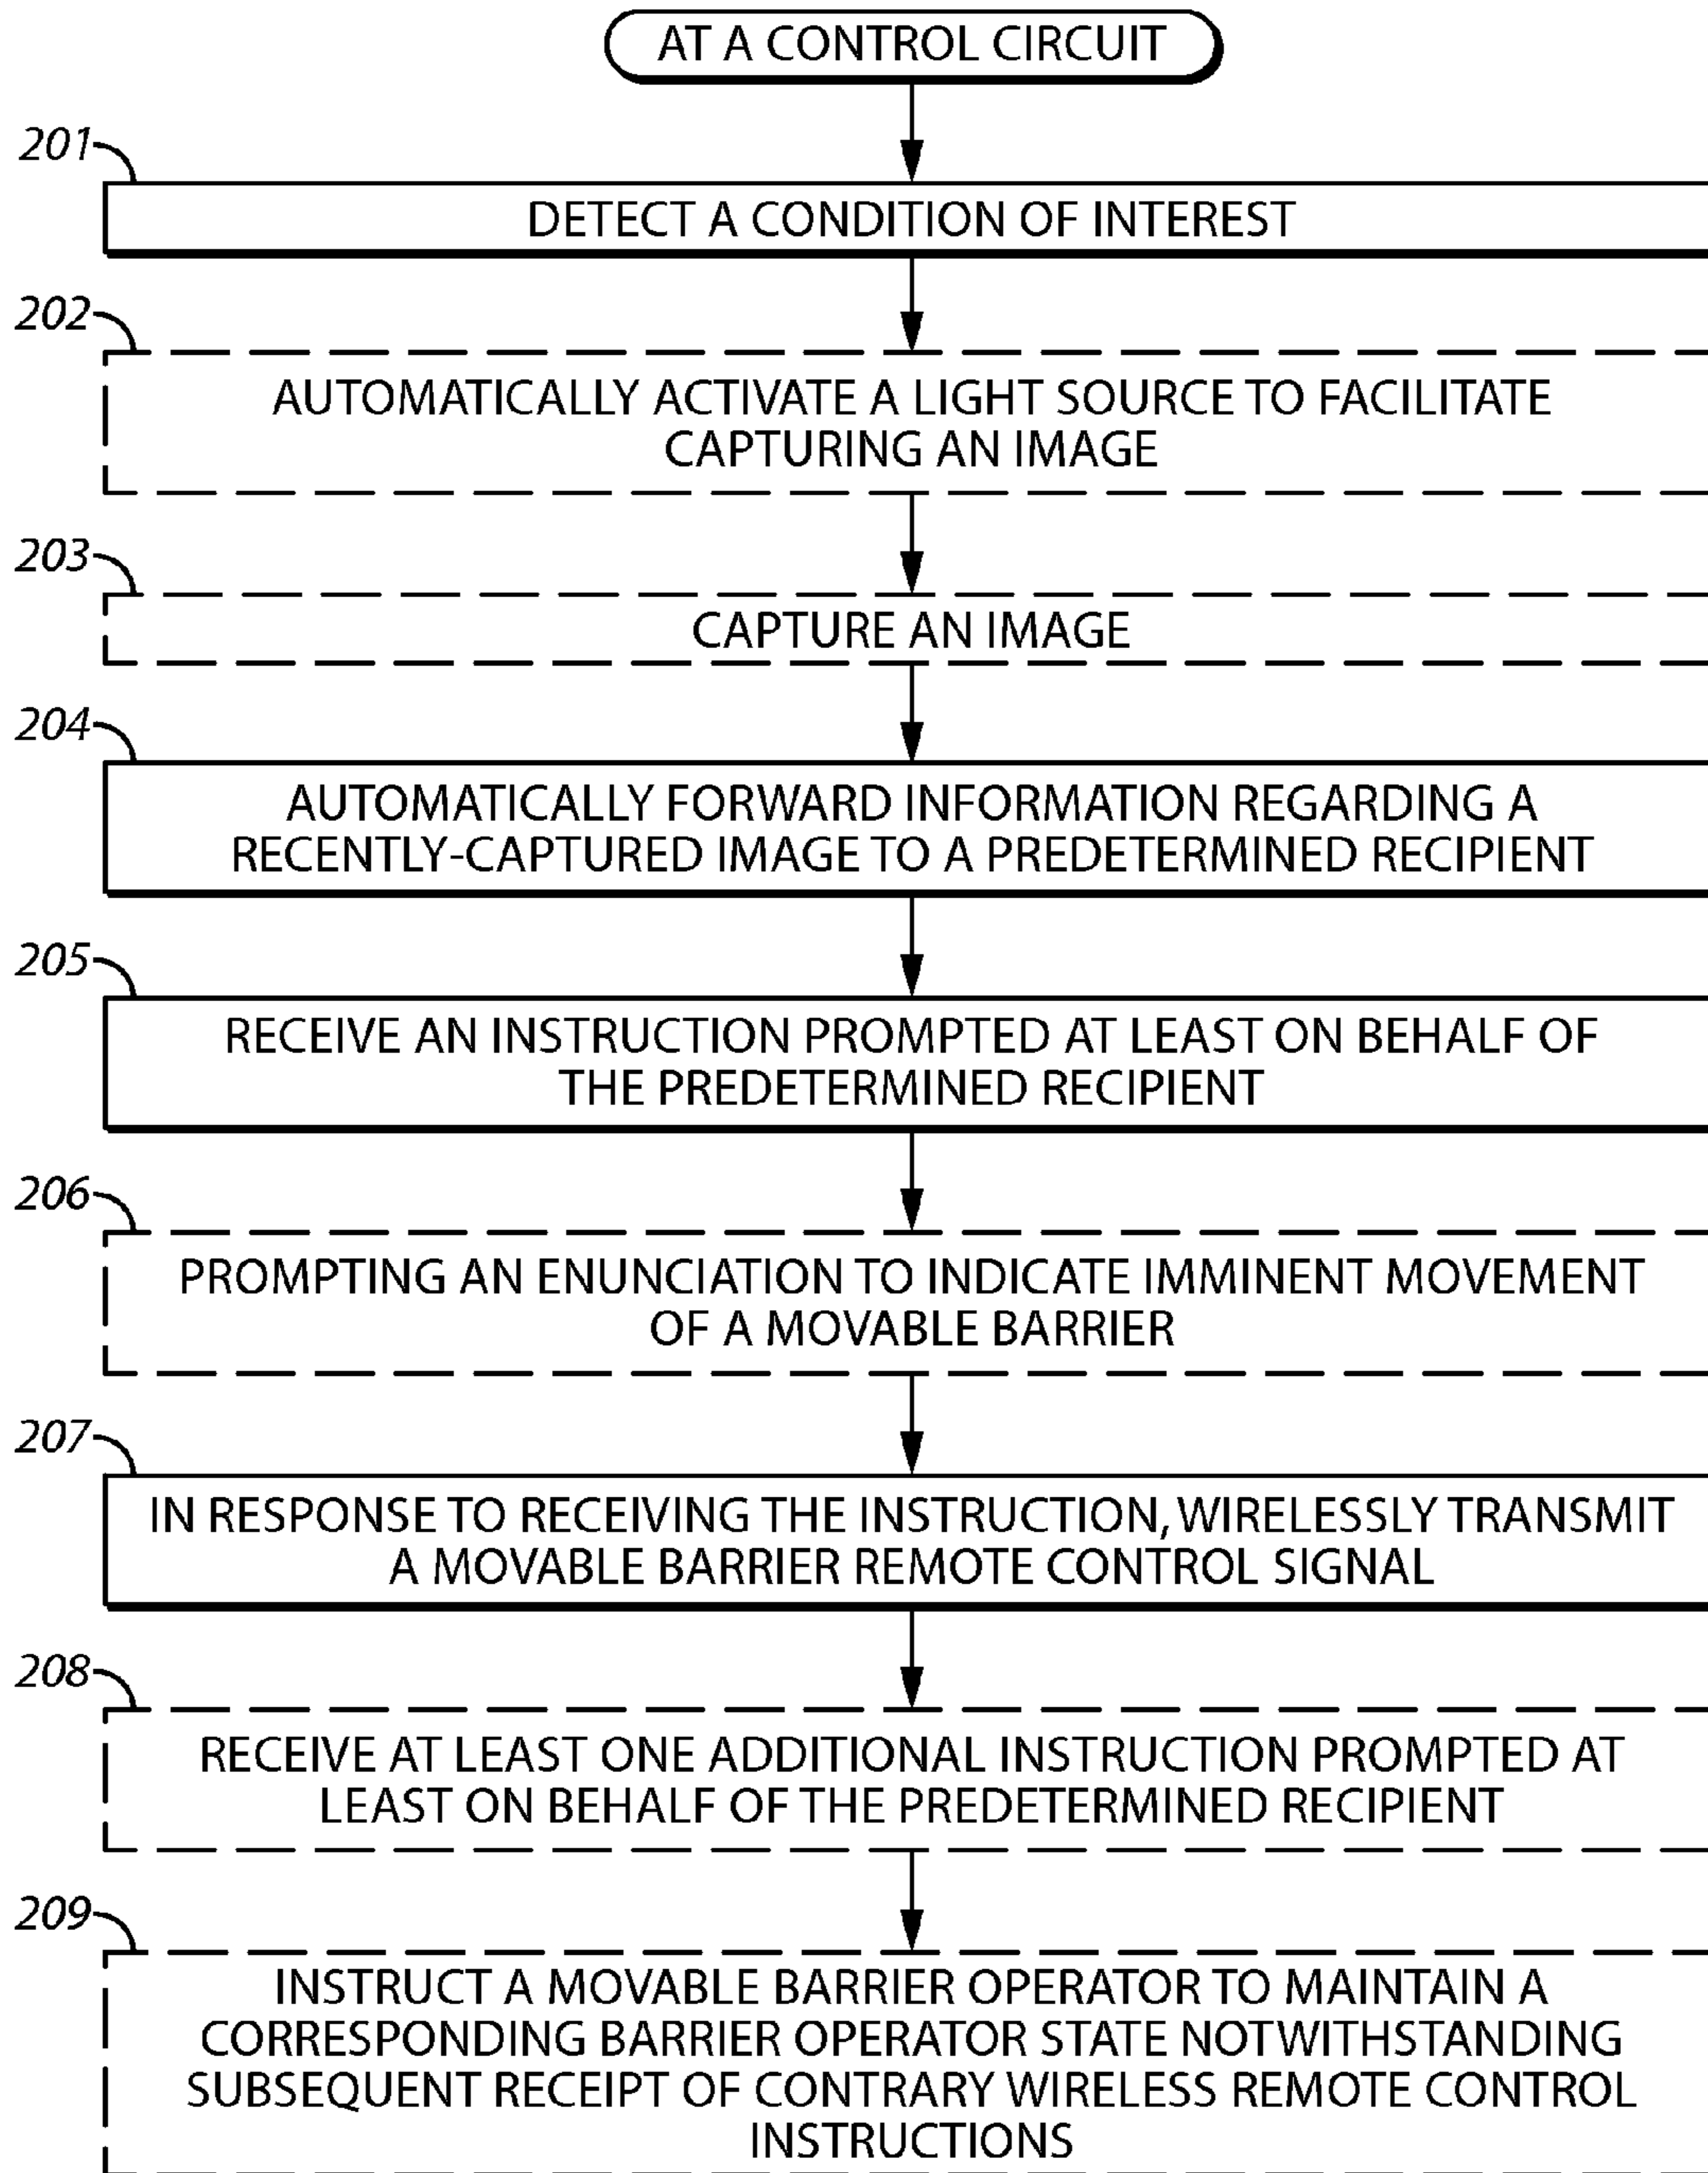 AT A CONTROL CIRCUIT
201
DETECT A CONDITION OF INTEREST
202
AUTOMATICALLY ACTIVATE A LIGHT SOURCE TO FACILITATE
CAPTURING AN IMAGE
203
CAPTURE AN IMAGE
204
AUTOMATICALLY FORWARD INFORMATION REGARDING A
RECENTLY-CAPTURED IMAGE TO A PREDETERMINED RECIPIENT
205
RECEIVE AN INSTRUCTION PROMPTED AT LEAST ON BEHALF OF
THE PREDETERMINED RECIPIENT
206
PROMPTING AN ENUNCIATION TO INDICATE IMMINENT MOVEMENT
OF A MOVABLE BARRIER
207
IN RESPONSE TO RECEIVING THE INSTRUCTION, WIRELESSLY TRANSMIT
A MOVABLE BARRIER REMOTE CONTROL SIGNAL
208
RECEIVE AT LEAST ONE ADDITIONAL INSTRUCTION PROMPTED AT
LEAST ON BEHALF OF THE PREDETERMINED RECIPIENT
209
INSTRUCT A MOVABLE BARRIER OPERATOR TO MAINTAIN A
CORRESPONDING BARRIER OPERATOR STATE NOTWITHSTANDING
SUBSEQUENT RECEIPT OF CONTRARY WIRELESS REMOTE CONTROL
INSTRUCTIONS